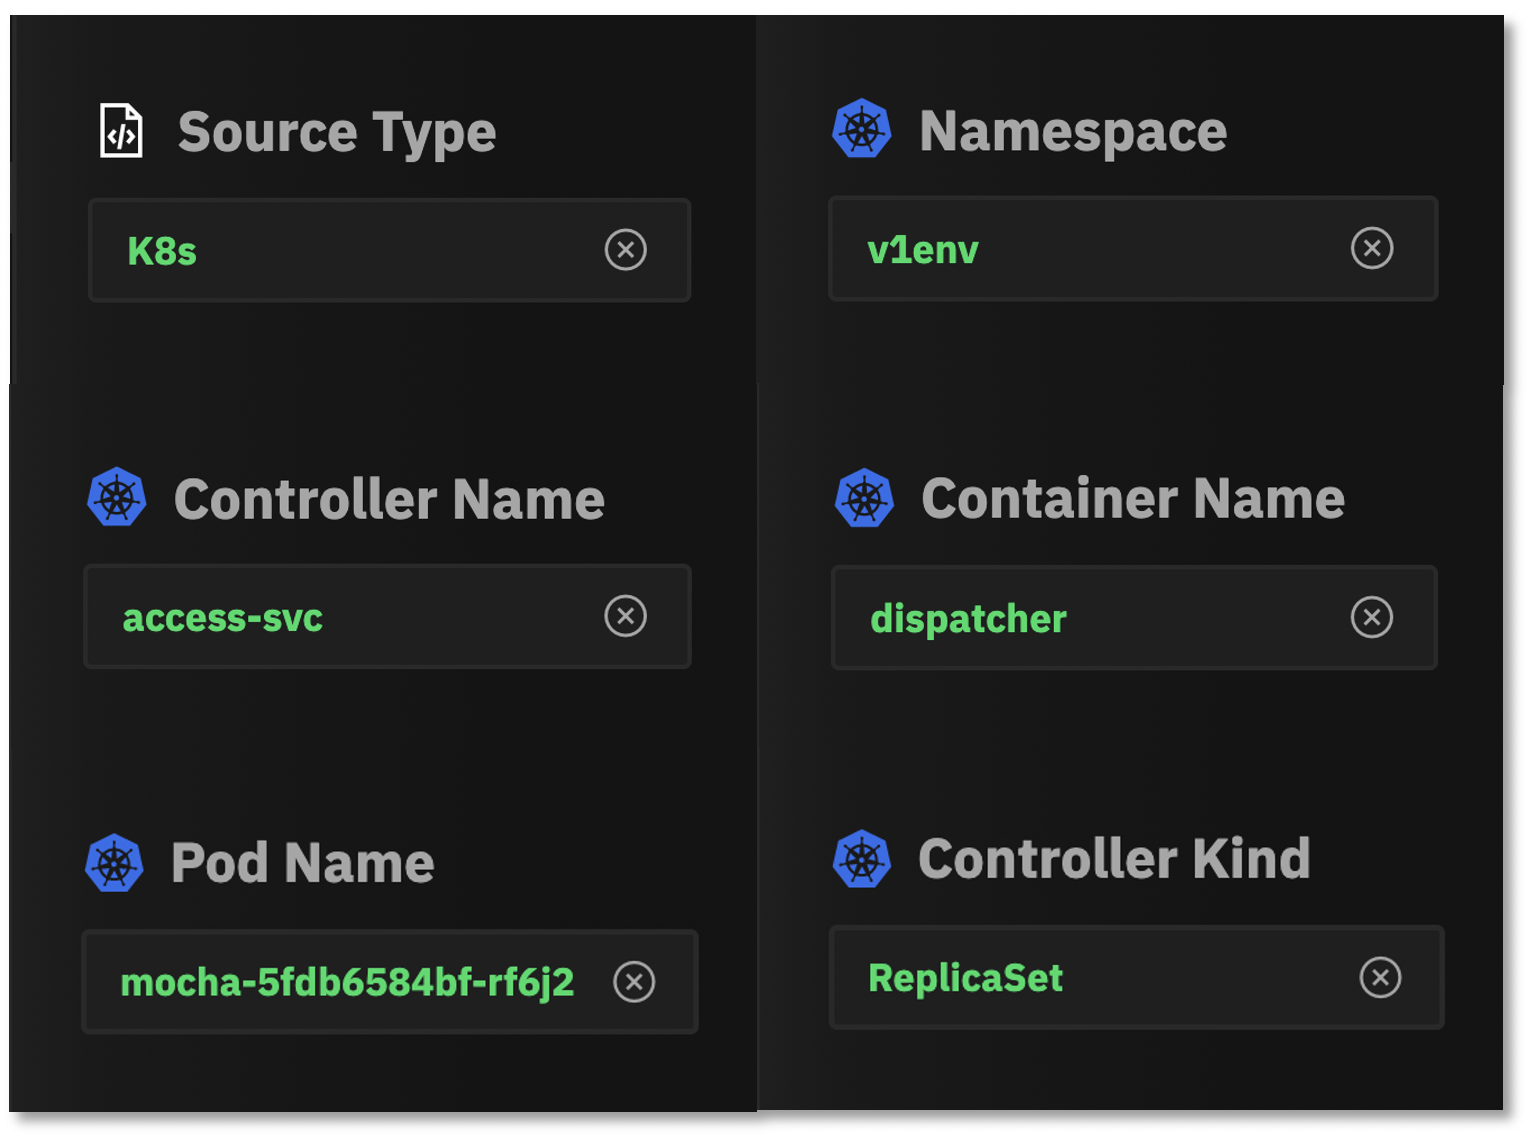 Source Type
K8s
Namespace
v1env
Controller Name
access-svc
Container Name
dispatcher
Pod Name
mocha-5fdb6584bf-rf6j2
Controller Kind
ReplicaSet